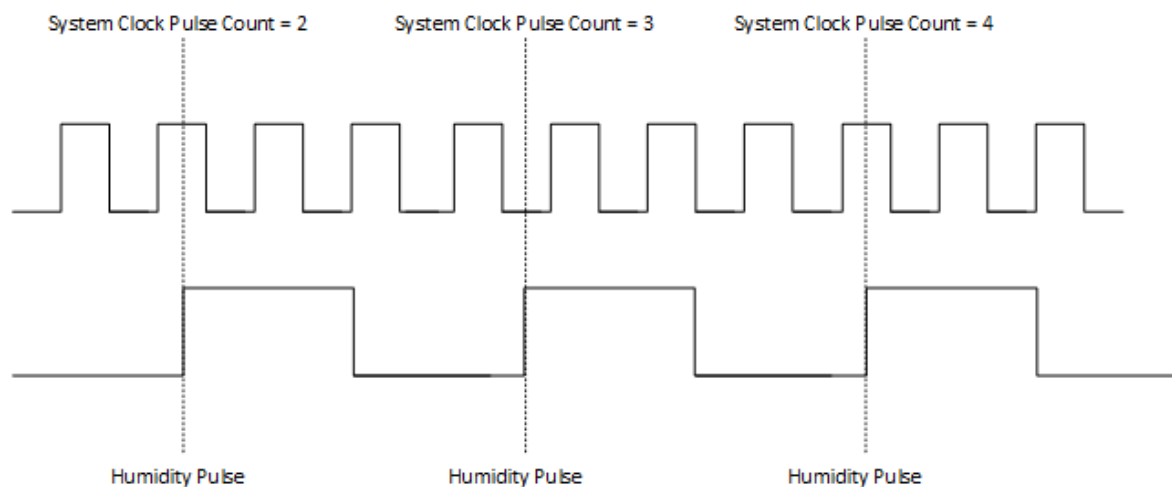 System Clock Pulse Count = 2
System Clock Pulse Count = 3
System Clock Pulse Count = 4
Humidity Pulse
Humidity Pulse
Humidity Pulse